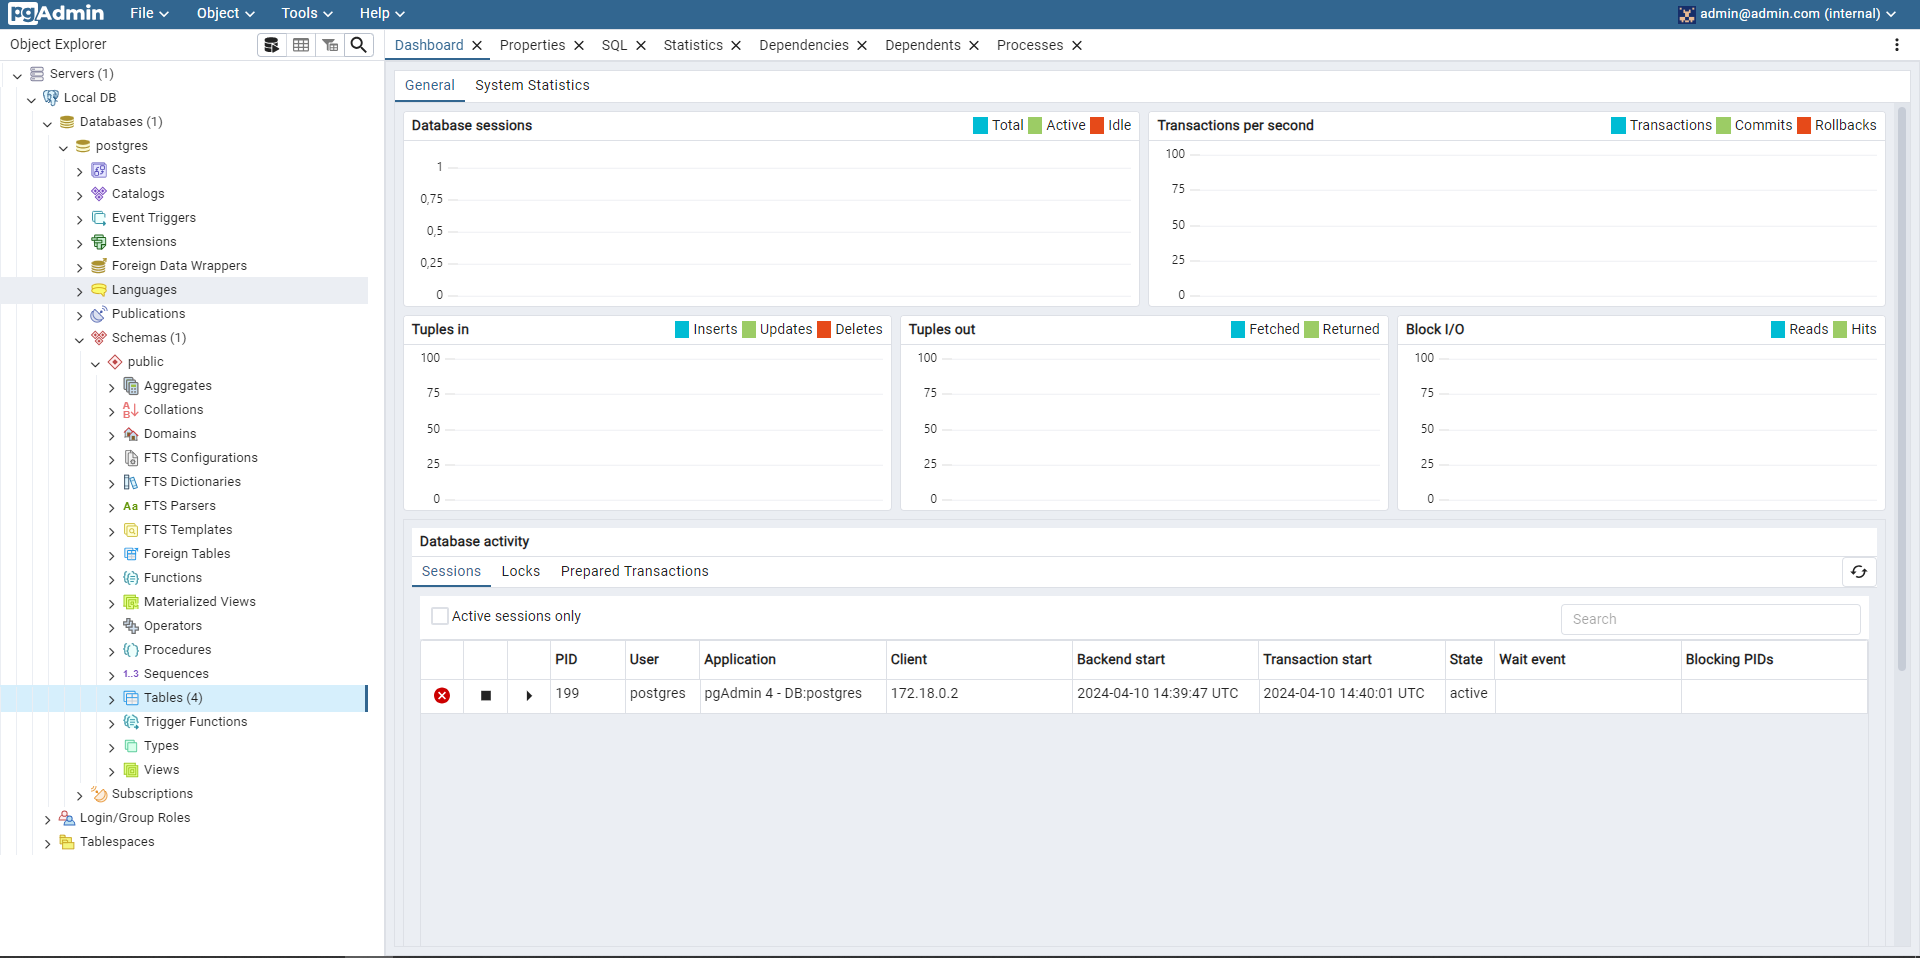 pgAdmin File Object Tools Help admin@admin.com (internal)
Object Explorer
Dashboard Properties SQL Statistics Dependencies Dependents Processes
Servers (1)
Local DB
Databases (1)
postgres
Casts
Catalogs
Event Triggers
Extensions
Foreign Data Wrappers
Languages
Publications
Schemas (1)
public
Aggregates
Collations
Domains
FTS Configurations
FTS Dictionaries
Aa FTS Parsers
FTS Templates
Foreign Tables
Functions
Materialized Views
Operators
Procedures
1..3 Sequences
Tables (4)
Trigger Functions
Types
Views
Subscriptions
Login/Group Roles
Tablespaces
General System Statistics
Database sessions Total Active Idle
1
0,75
0,5
0,25
0
Transactions per second Transactions Commits Rollbacks
100
75
50
25
0
Tuples in Inserts Updates Deletes
100
75
50
25
0
Tuples out Fetched Returned
100
75
50
25
0
Block I/O Reads Hits
100
75
50
25
0
Database activity
Sessions Locks Prepared Transactions
Active sessions only Search
PID User Application Client Backend start Transaction start State Wait event Blocking PIDs
199 postgres pgAdmin 4 - DB:postgres 172.18.0.2 2024-04-10 14:39:47 UTC 2024-04-10 14:40:01 UTC active